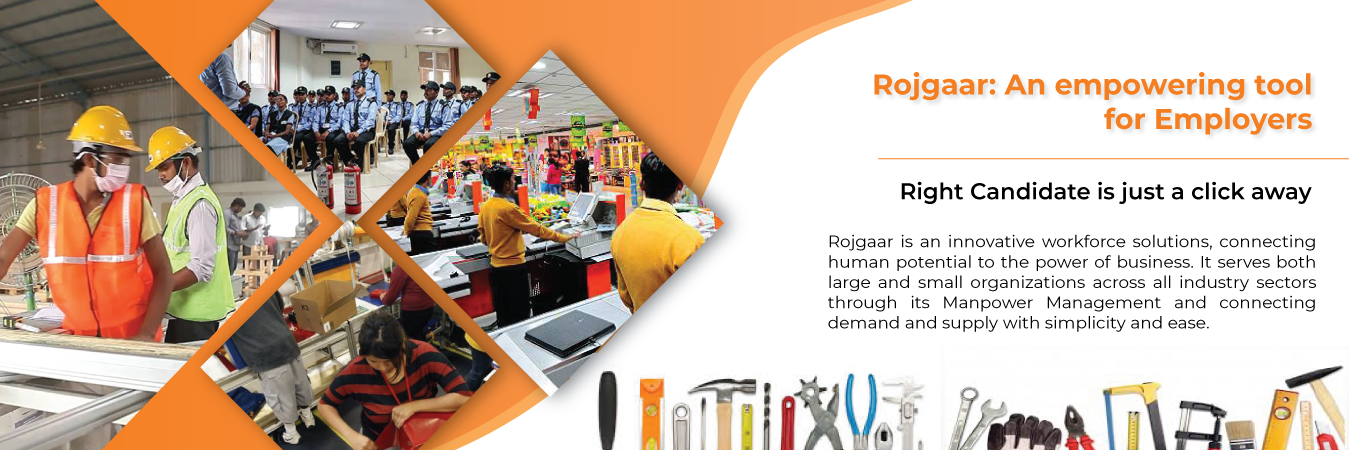 Rojgaar: An empowering tool
for Employers
Right Candidate is just a click away
Rojgaar is an innovative workforce solutions, connecting
human potential to the power of business. It serves both
large and small organizations across all industry sectors
through its Manpower Management and connecting
demand and supply with simplicity and ease.